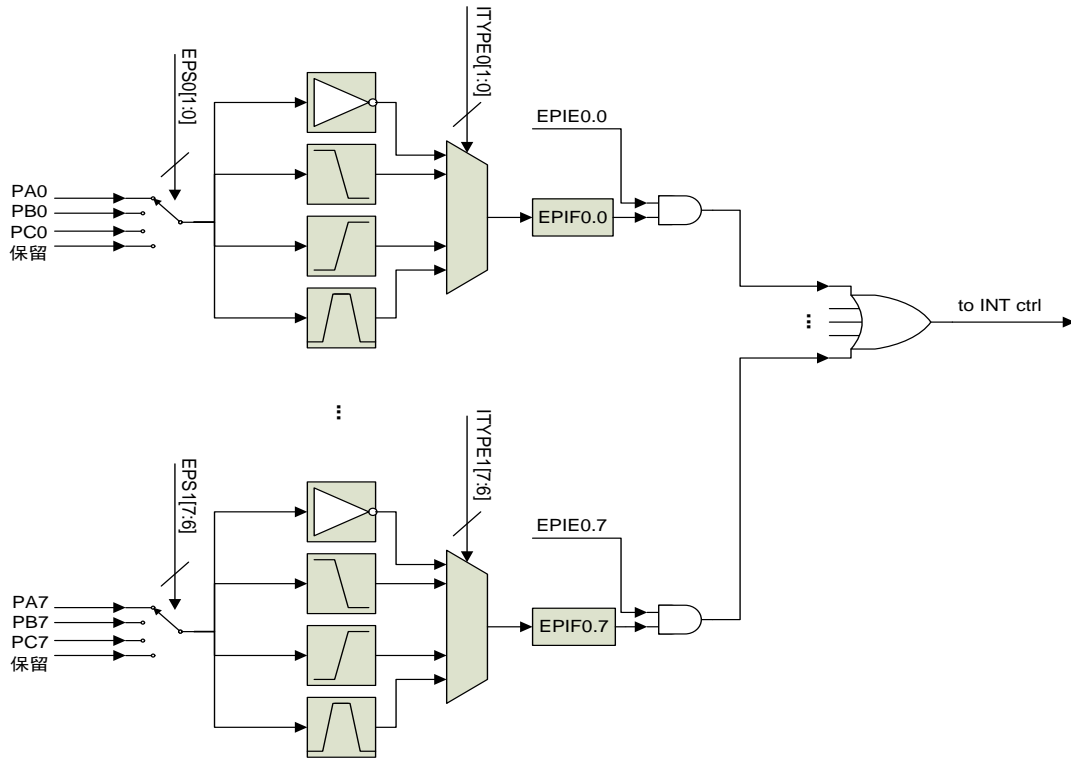 EPS0[1:0]
ITYPE0[1:0]
PA0
PB0
PC0
保留
EPIE0.0
EPIF0.0
...
to INT ctrl
...
EPS1[7:6]
ITYPE1[7:6]
PA7
PB7
PC7
保留
EPIE0.7
EPIF0.7